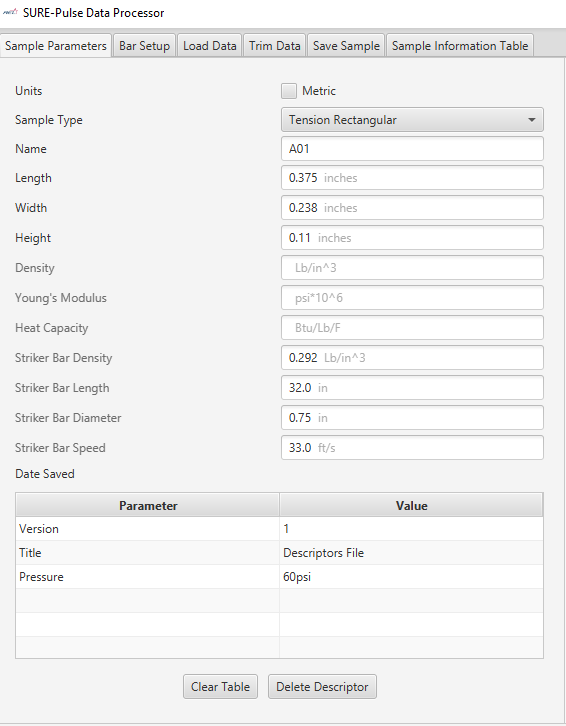 SURE-Pulse Data Processor
Sample Parameters Bar Setup Load Data Trim Data Save Sample Sample Information Table
Units Metric
Sample Type Tension Rectangular
Name A01
Length 0.375 inches
Width 0.238 inches
Height 0.11 inches
Density Lb/in^3
Young's Modulus psi*10^6
Heat Capacity Btu/Lb/F
Striker Bar Density 0.292 Lb/in^3
Striker Bar Length 32.0 in
Striker Bar Diameter 0.75 in
Striker Bar Speed 33.0 ft/s
Date Saved
Parameter Value
Version 1
Title Descriptors File
Pressure 60psi
Clear Table Delete Descriptor